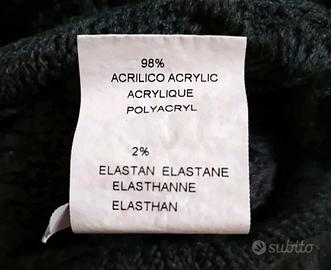 98%
ACRILICO ACRYLIC
ACRYLIQUE
POLYACRYL
2%
ELASTAN ELASTANE
ELASTHANNE
ELASTHAN
subito